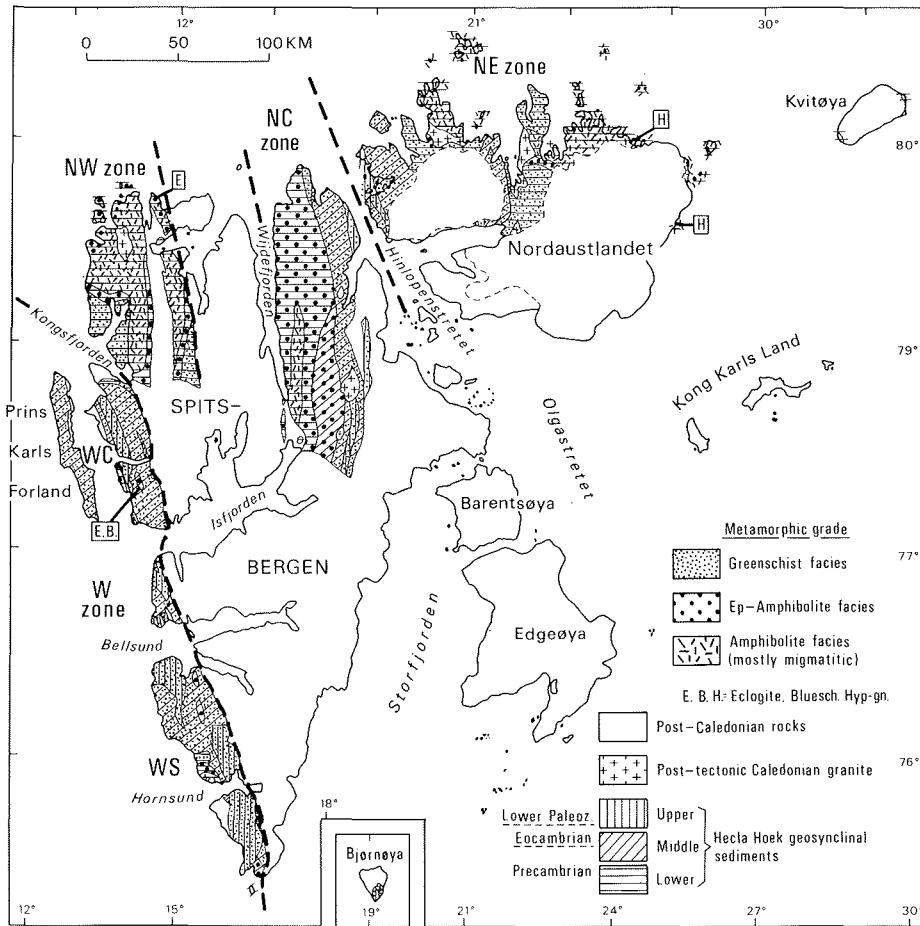 12°
21°
30°
0 50 100 KM
NE zone
Kvitøya
NC zone
H
80°
NW zone
E
H
Nordaustlandet
Widefjorden
Hinlopenstretet
Kongsfjorden
79°
Kong Karls Land
SPITS-
Prins
Karls
Forland
WC
Olgastretet
Isfjorden
Barentsøya
E.B.
Metamorphic grade
77°
BERGEN
Greenschist facies
W zone
Ep-Amphibolite facies
Bellsund
Storfjorden
Edgeøya
Amphibolite facies
(mostly migmatitic)
E. B. H.= Eclogite, Bluesch. Hyp-gn.
Post-Caledonian rocks
WS
76°
Post-tectonic Caledonian granite
Hornsund
18°
Lower Paleoz.
Upper
Bjørnøya
Eocambrian
Middle
Hecla Hoek geosynclinal
sediments
Precambrian
Lower
19°
12°
15°
21°
24°
27°
30°